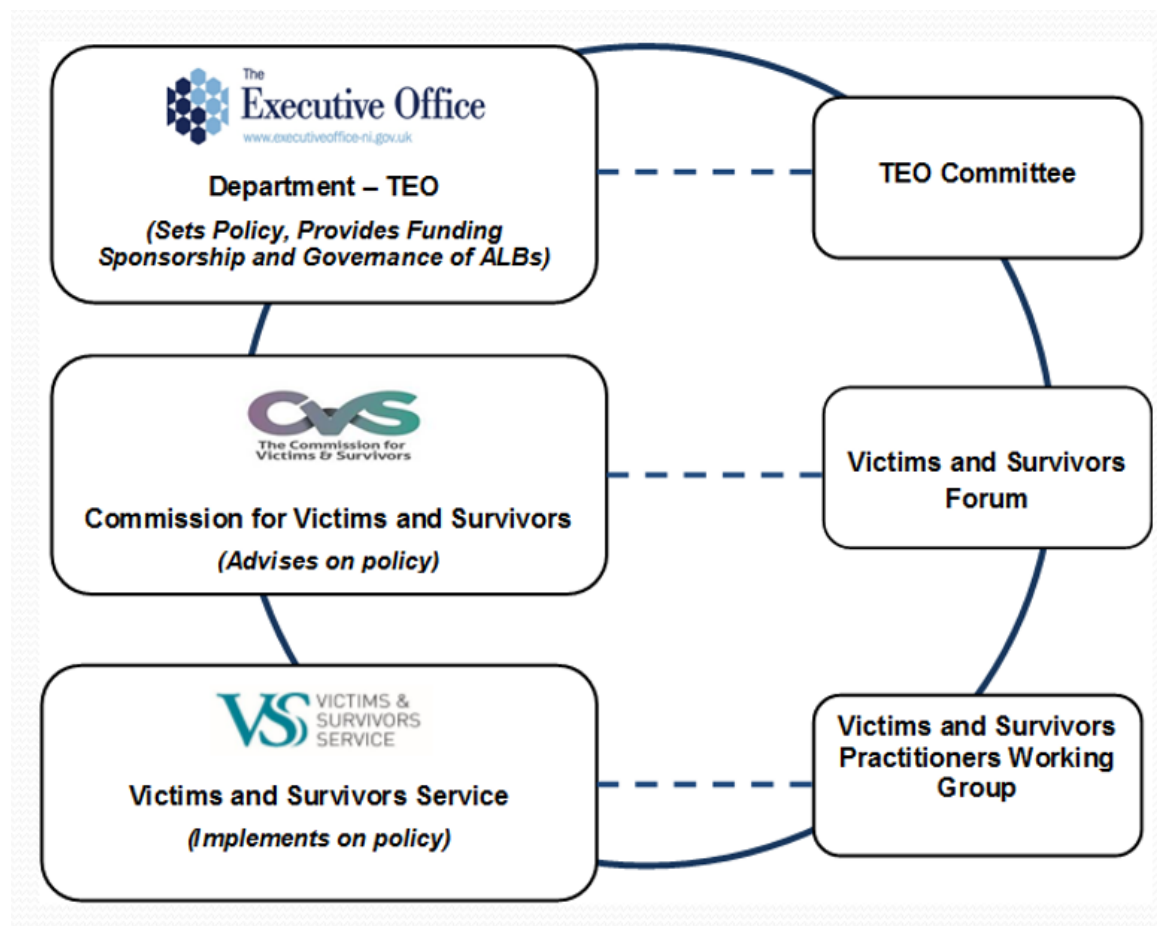 The
Executive Office
www.executiveoffice-ni.gov.uk
Department – TEO
(Sets Policy, Provides Funding
Sponsorship and Governance of ALBs)
TEO Committee
CVS
The Commission for
Victims & Survivors
Commission for Victims and Survivors
(Advises on policy)
Victims and Survivors
Forum
VSS
VICTIMS &
SURVIVORS
SERVICE
Victims and Survivors Service
(Implements on policy)
Victims and Survivors
Practitioners Working
Group